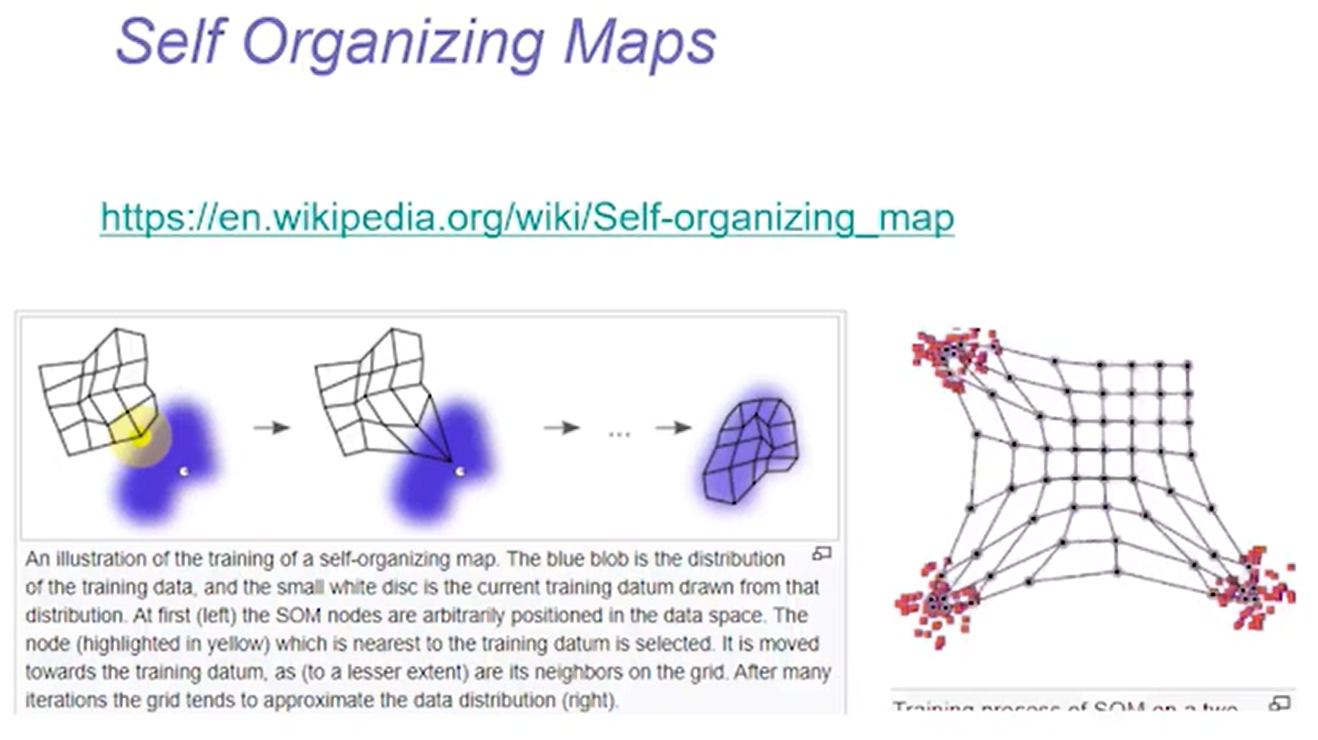 Self Organizing Maps
https://en.wikipedia.org/wiki/Self-organizing_map
...
An illustration of the training of a self-organizing map. The blue blob is the distribution
of the training data, and the small white disc is the current training datum drawn from that
distribution. At first (left) the SOM nodes are arbitrarily positioned in the data space. The
node (highlighted in yellow) which is nearest to the training datum is selected. It is moved
towards the training datum, as (to a lesser extent) are its neighbors on the grid. After many
iterations the grid tends to approximate the data distribution (right).
Training process of SOM on a two